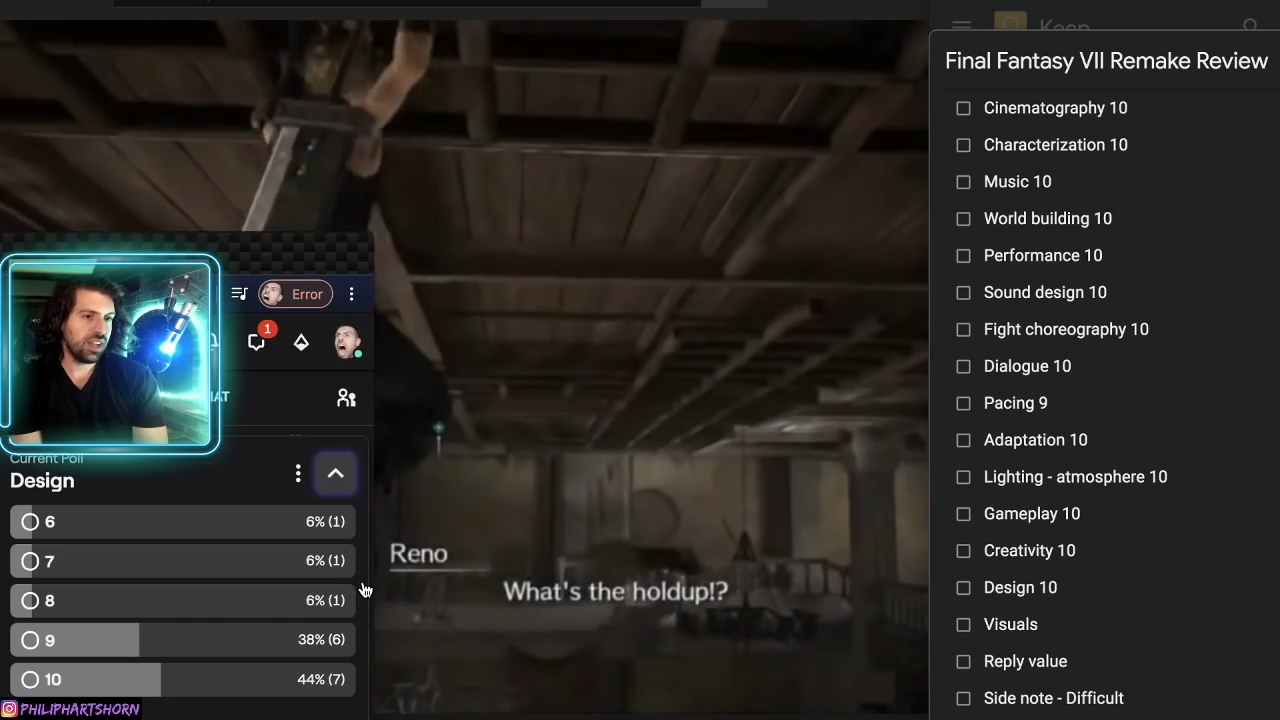 Keep
Final Fantasy VII Remake Review
Cinematography 10
Characterization 10
Music 10
World building 10
Performance 10
Sound design 10
Fight choreography 10
Dialogue 10
Pacing 9
Adaptation 10
Lighting - atmosphere 10
Gameplay 10
Creativity 10
Design 10
Visuals
Reply value
Side note - Difficult
Error
1
Current Poll
Design
6 6% (1)
7 6% (1)
8 6% (1)
9 38% (6)
10 44% (7)
Reno
What's the holdup!?
PHILIPHARTSHORN